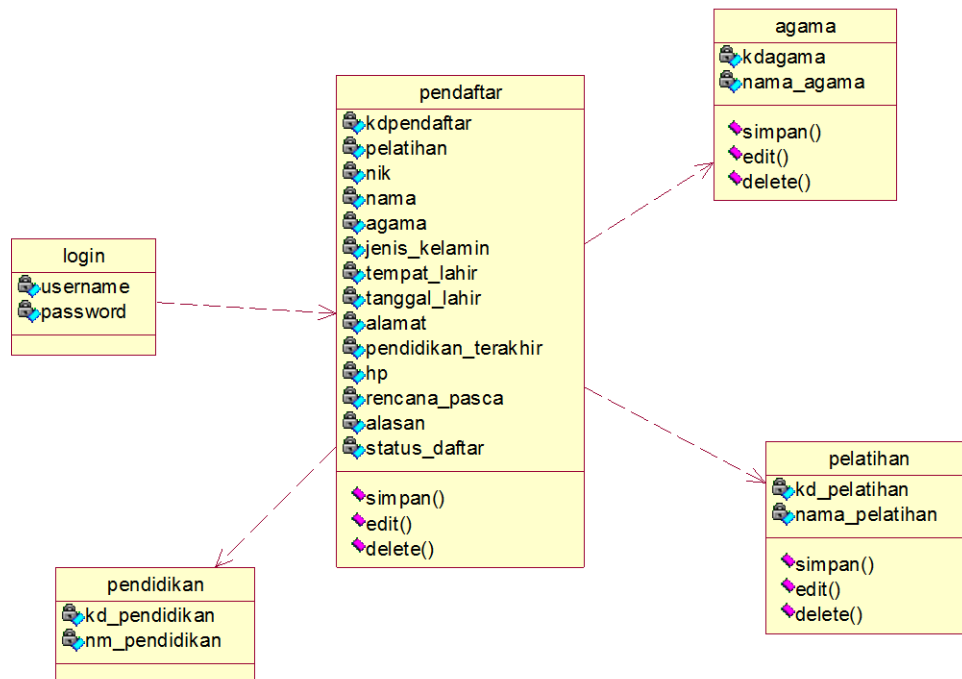 agama
kdagama
nama_agama
simpan()
edit()
delete()
pendaftar
kdpendaftar
pelatihan
nik
nama
agama
jenis_kelamin
tempat_lahir
tanggal_lahir
alamat
pendidikan_terakhir
hp
rencana_pasca
alasan
status_daftar
simpan()
edit()
delete()
login
username
password
pelatihan
kd_pelatihan
nama_pelatihan
simpan()
edit()
delete()
pendidikan
kd_pendidikan
nm_pendidikan